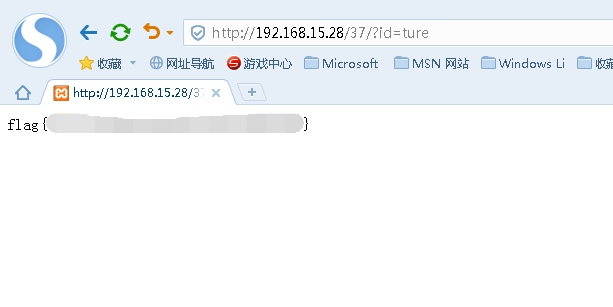 http://192.168.15.28/37/?id=ture
收藏 网址导航 游戏中心 Microsoft MSN 网站 Windows Li 收藏
http://192.168.15.28/37
flag{ }